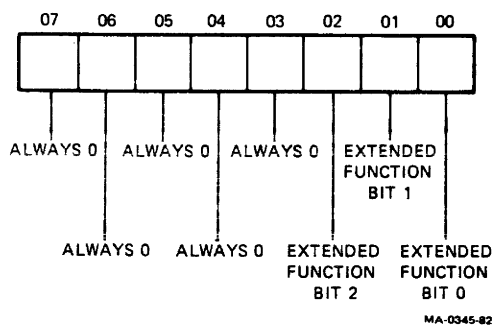 07 06 05 04 03 02 01 00
ALWAYS 0 ALWAYS 0 ALWAYS 0 EXTENDED
FUNCTION
BIT 1
ALWAYS 0 ALWAYS 0 EXTENDED EXTENDED
FUNCTION FUNCTION
BIT 2 BIT 0
MA-0345-82